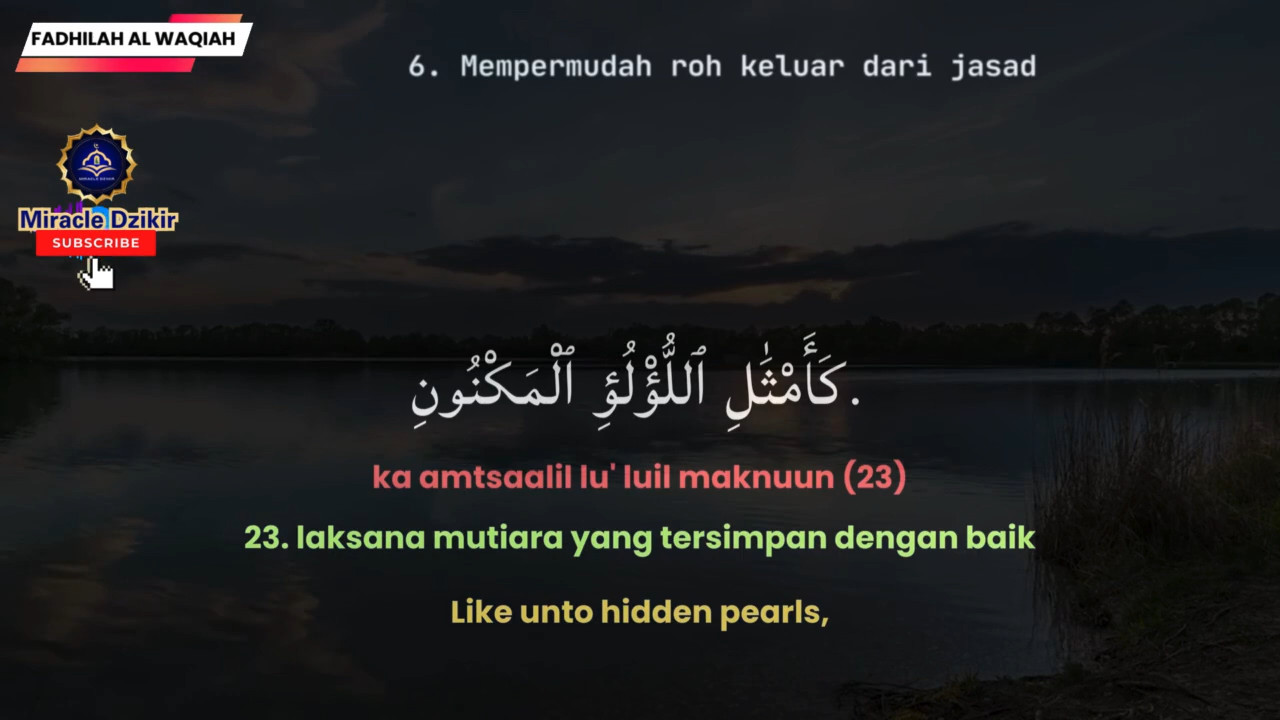 FADHILAH AL WAQIAH
6. Mempermudah roh keluar dari jasad
Miracle Dzikir
SUBSCRIBE
كَأَمْثَٰلِ ٱللُّؤْلُؤِ ٱلْمَكْنُونِ.
ka amtsaalil lu' luil maknuun (23)
23. laksana mutiara yang tersimpan dengan baik
Like unto hidden pearls,